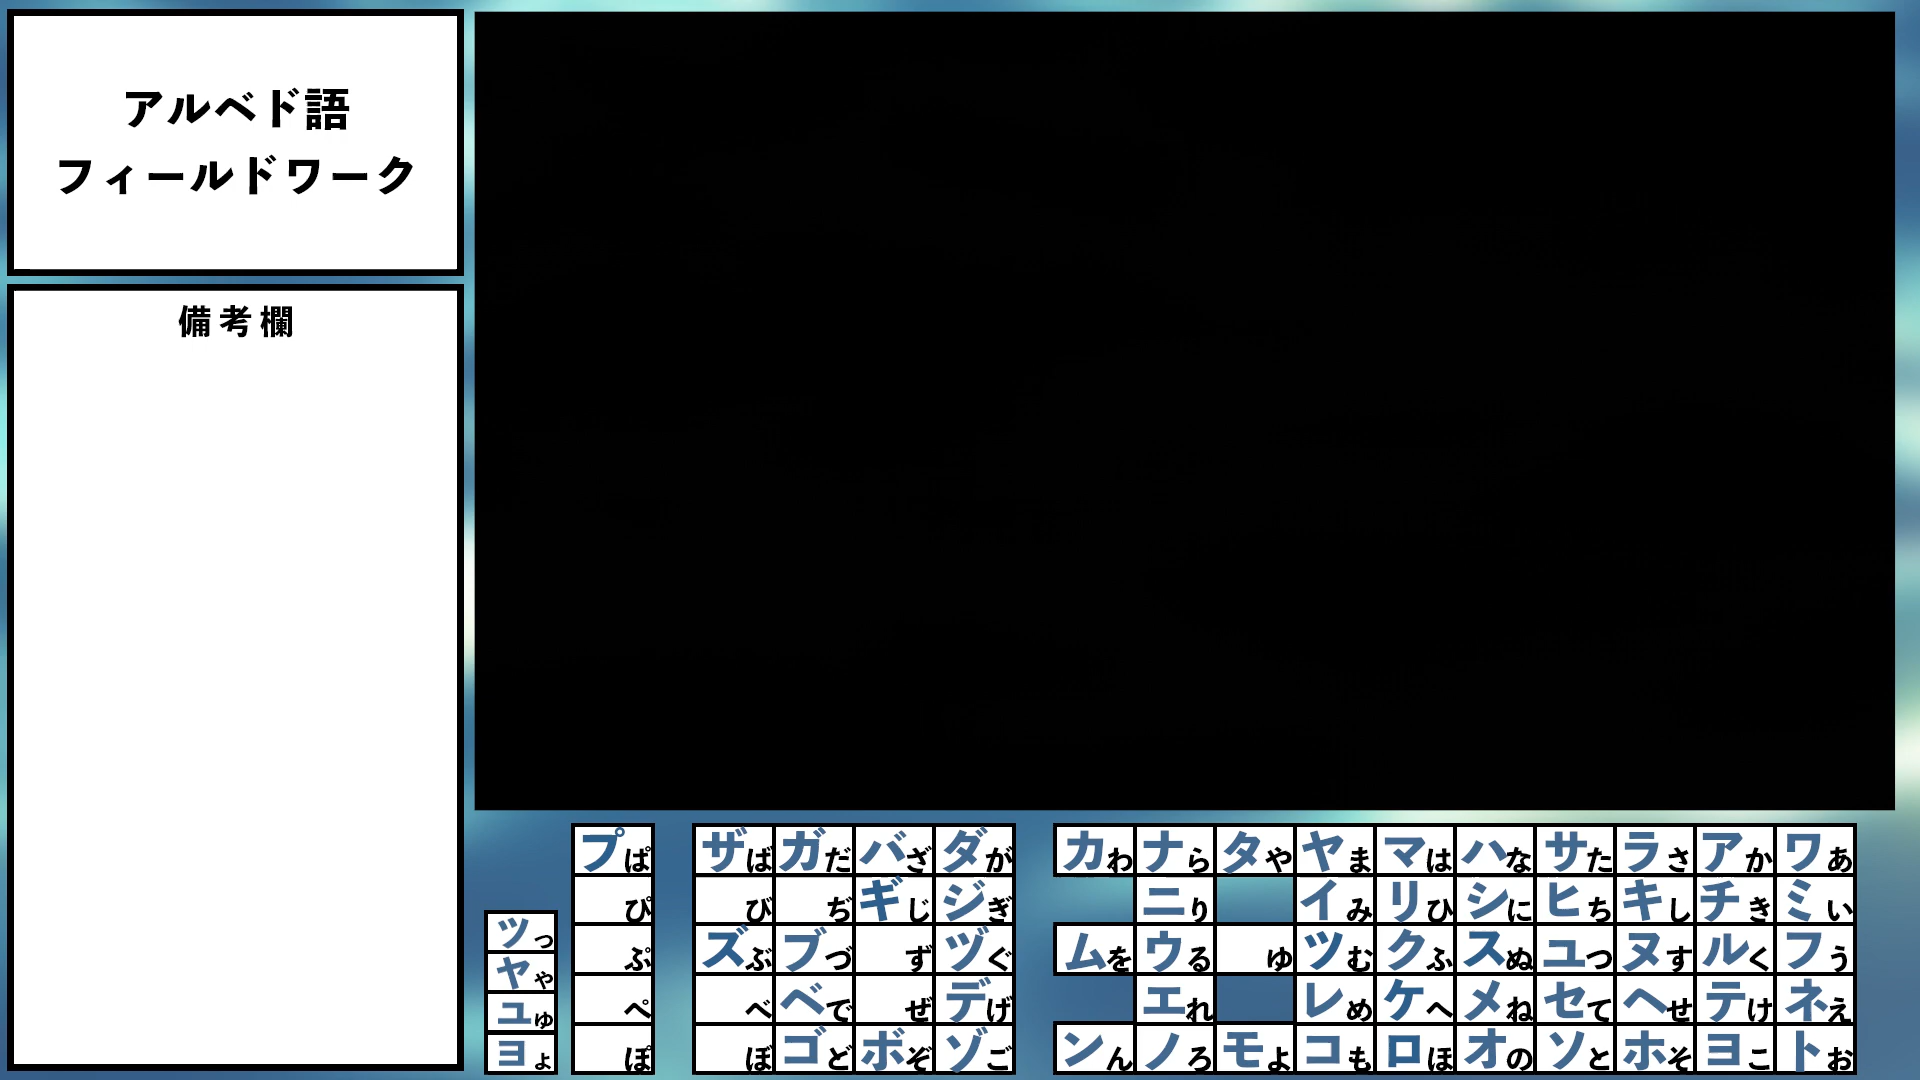 アルベド語
フィールドワーク
備考欄
プぱ ザば ガだ バざ ダが カわ ナら タや ヤま マは ハな サた ラさ アか ワあ
ぴ び ぢ ギじ ジぎ ニり イみ リひ シに ヒち キし チき ミい
ツっ ぷ ズぶ ブづ ず ヅぐ ムを ウる ゆ ツむ クふ スぬ ユつ ヌす ルく フう
ヤゃ
ユゅ ぺ べ ベで ぜ デげ エれ レめ ケへ メね セて ヘせ テけ ネえ
ヨょ ぽ ぼ ゴど ボぞ ゾご ンん ノろ モよ コも ロほ オの ソと ホそ ヨこ トお